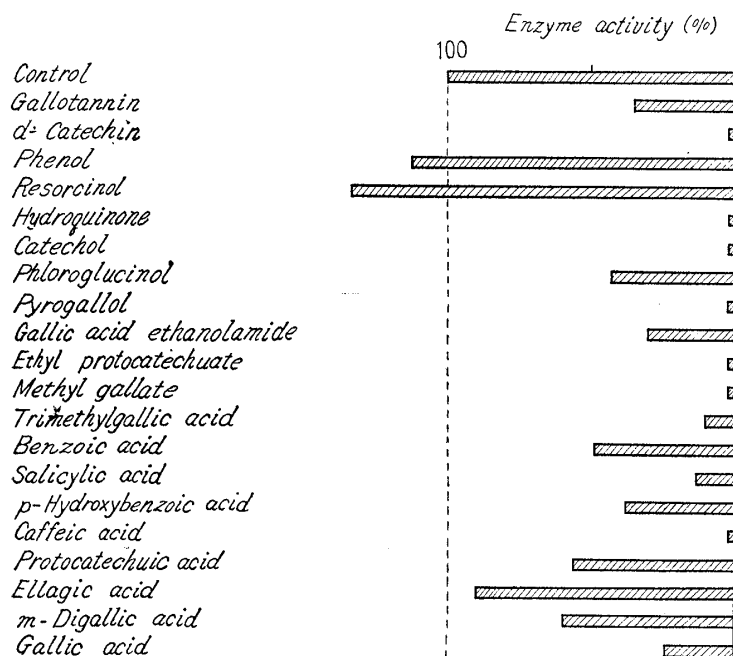 Enzyme activity (%)
100
Control
Gallotannin
d-Catechin
Phenol
Resorcinol
Hydroquinone
Catechol
Phloroglucinol
Pyrogallol
Gallic acid ethanolamide
Ethyl protocatechuate
Methyl gallate
Trimethylgallic acid
Benzoic acid
Salicylic acid
p-Hydroxybenzoic acid
Caffeic acid
Protocatechuic acid
Ellagic acid
m-Digallic acid
Gallic acid